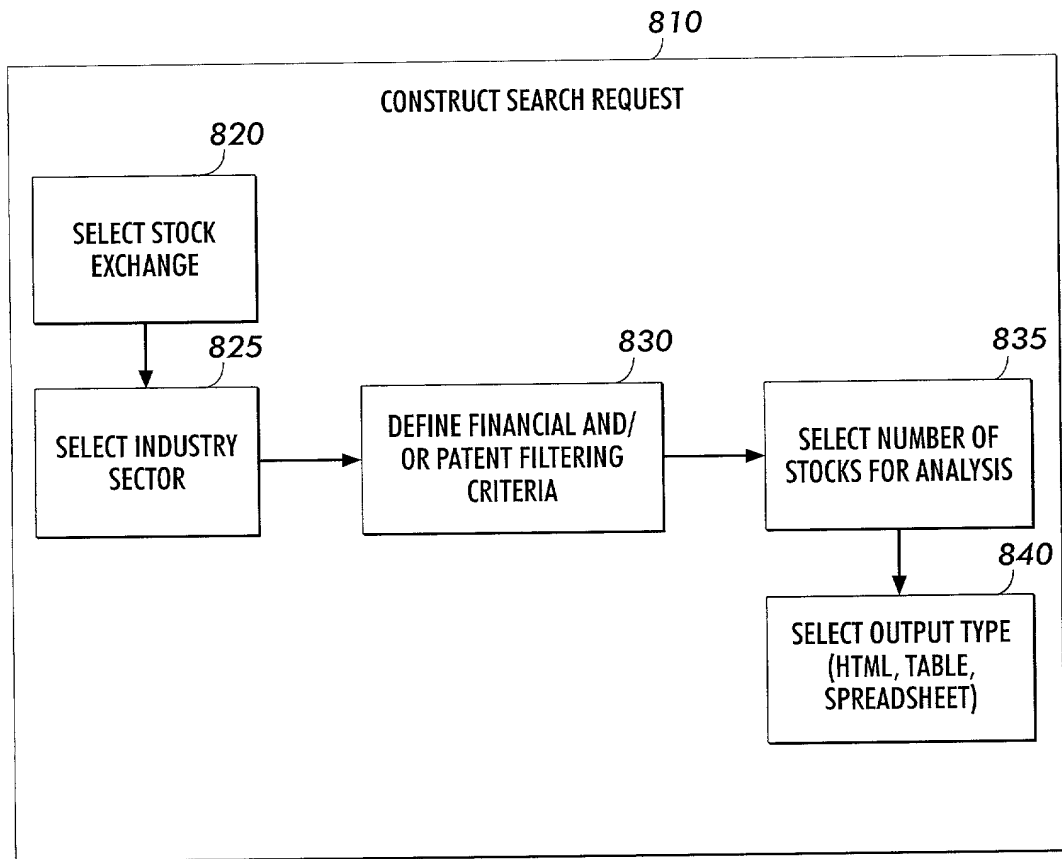 810
CONSTRUCT SEARCH REQUEST
820
SELECT STOCK
EXCHANGE
825
SELECT INDUSTRY
SECTOR
830
DEFINE FINANCIAL AND/
OR PATENT FILTERING
CRITERIA
835
SELECT NUMBER OF
STOCKS FOR ANALYSIS
840
SELECT OUTPUT TYPE
(HTML, TABLE,
SPREADSHEET)